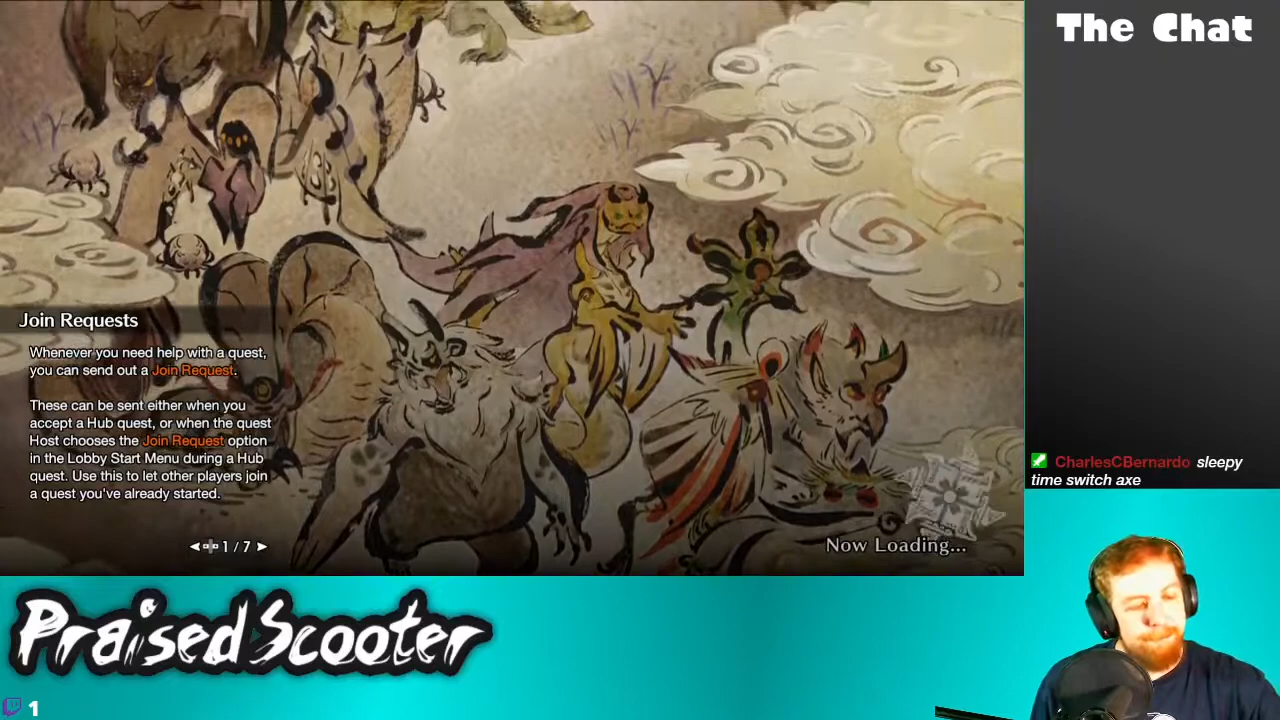 The Chat
Join Requests
Whenever you need help with a quest,
you can send out a Join Request.
These can be sent either when you
accept a Hub quest, or when the quest
Host chooses the Join Request option
in the Lobby Start Menu during a Hub
quest. Use this to let other players join
a quest you've already started.
1 / 7
Now Loading...
CharlesCBernardo sleepy
time switch axe
PraisedScooter
1